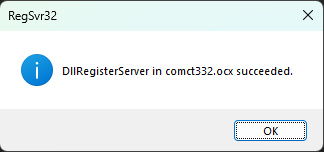 RegSvr32
DllRegisterServer in comct332.ocx succeeded.
OK